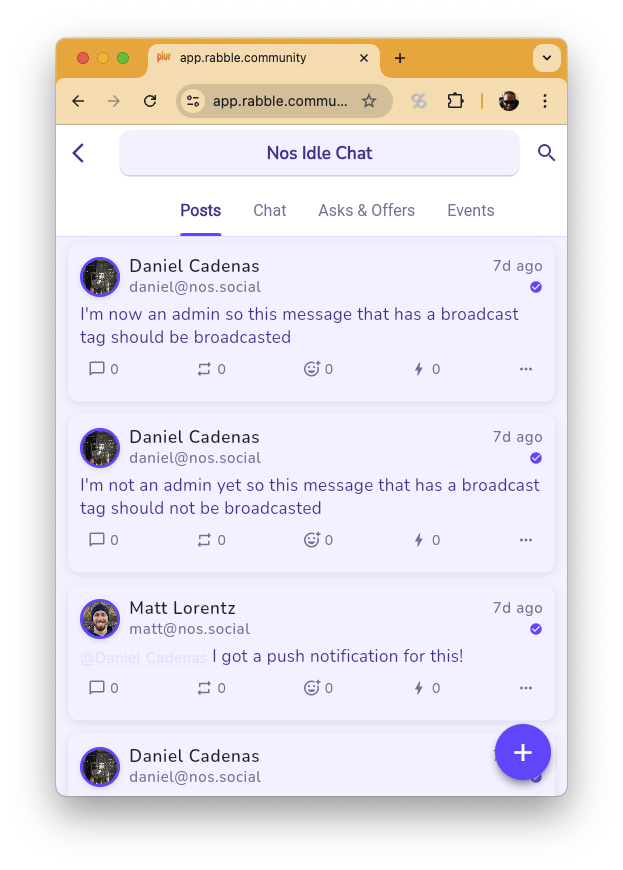 plur app.rabble.community
app.rabble.commu...
Nos Idle Chat
Posts Chat Asks & Offers Events
Daniel Cadenas 7d ago
daniel@nos.social
I'm now an admin so this message that has a broadcast
tag should be broadcasted
0 0 0 0
Daniel Cadenas 7d ago
daniel@nos.social
I'm not an admin yet so this message that has a broadcast
tag should not be broadcasted
0 0 0 0
Matt Lorentz 7d ago
matt@nos.social
@Daniel Cadenas I got a push notification for this!
0 0 0 0
Daniel Cadenas
daniel@nos.social